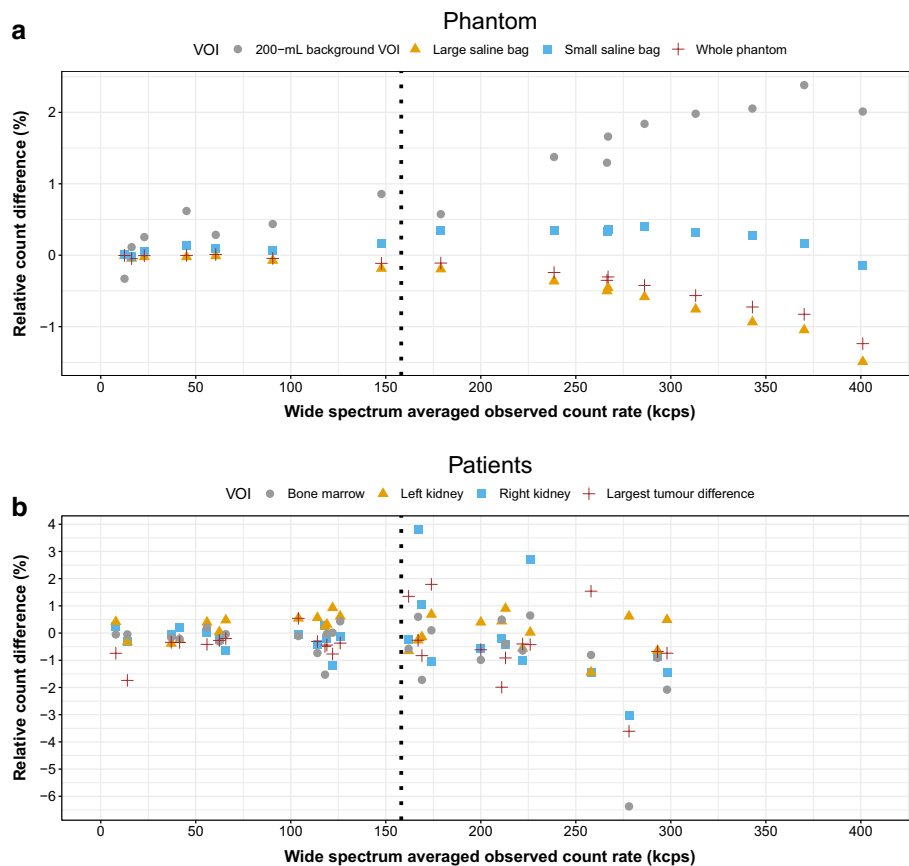 Phantom
a
VOI 200−mL background VOI Large saline bag Small saline bag Whole phantom
Relative count difference (%)
2
1
0
−1
0 50 100 150 200 250 300 350 400
Wide spectrum averaged observed count rate (kcps)
Patients
b
VOI Bone marrow Left kidney Right kidney Largest tumour difference
Relative count difference (%)
4
3
2
1
0
−1
−2
−3
−4
−5
−6
0 50 100 150 200 250 300 350 400
Wide spectrum averaged observed count rate (kcps)